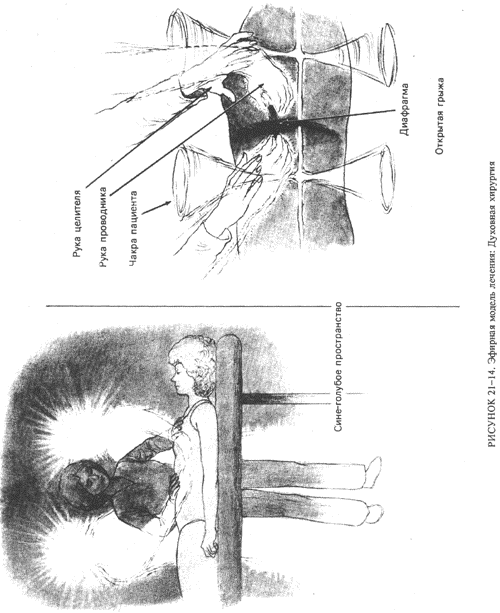 Рука целителя
Рука проводника
Чакра пациента
Диафрагма
Открытая грыжа
Сине-голубое пространство
РИСУНОК 21–14. Эфирная модель лечения: Духовная хирургия